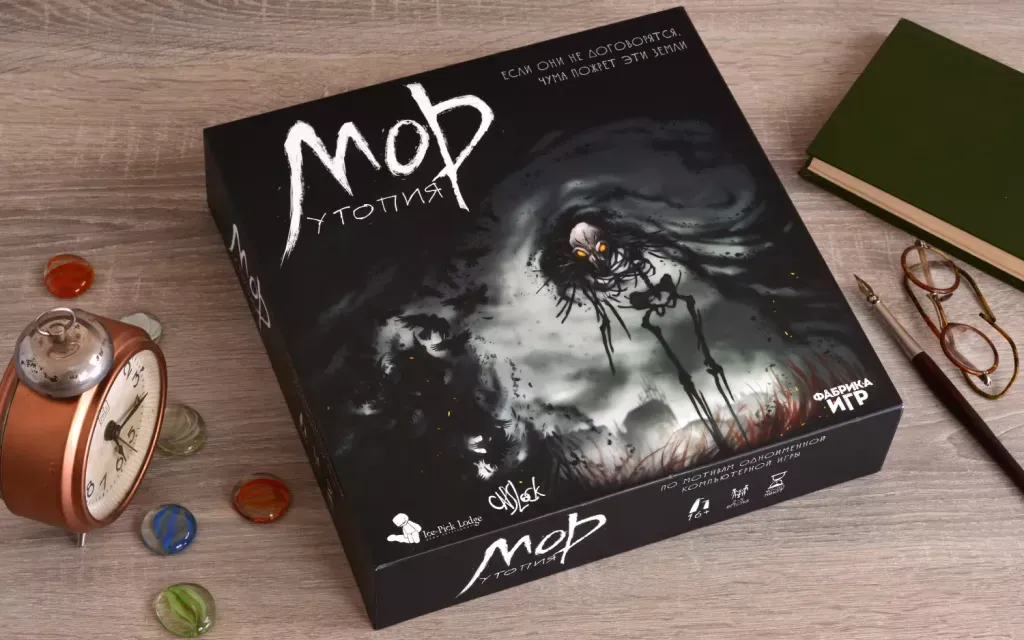 ЕСЛИ ОНИ НЕ ДОГОВОРЯТСЯ,
ЧУМА ПОЖРЕТ ЭТИ ЗЕМЛИ
МОР
УТОПИЯ
МОР
ФАБРИКА
ИГР
Ice-Pick Lodge
ПО МОТИВАМ ОДНОИМЕННОЙ
КОМПЬЮТЕРНОЙ ИГРЫ
16+
МОР
УТОПИЯ